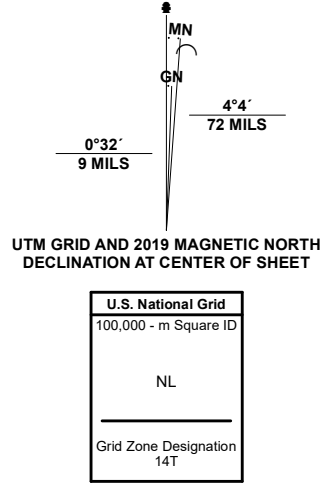 MN
GN
4°4´
72 MILS
0°32´
9 MILS
UTM GRID AND 2019 MAGNETIC NORTH
DECLINATION AT CENTER OF SHEET
U.S. National Grid
100,000 - m Square ID
NL
Grid Zone Designation
14T